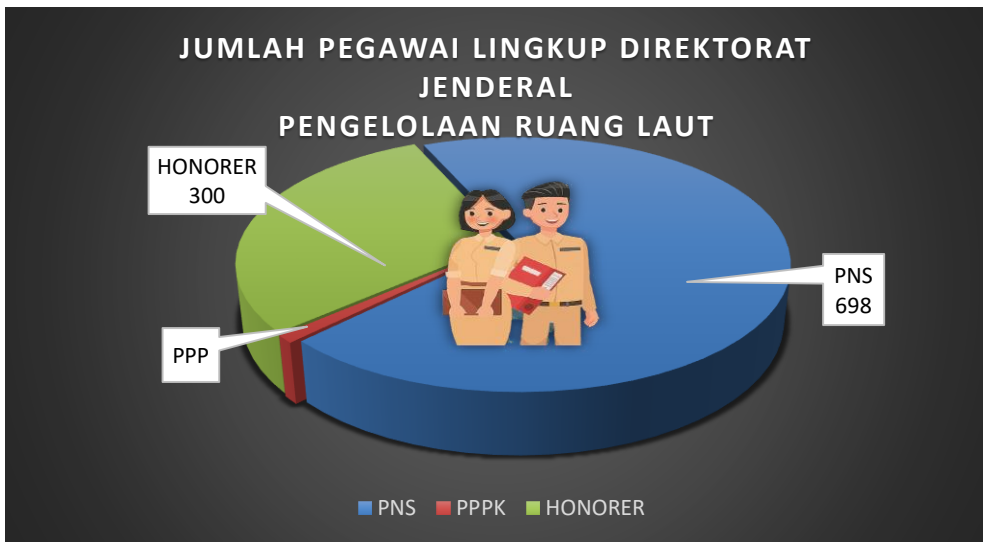 JUMLAH PEGAWAI LINGKUP DIREKTORAT
JENDERAL
PENGELOLAAN RUANG LAUT
HONORER
300
PNS
698
PPP
PNS PPPK HONORER